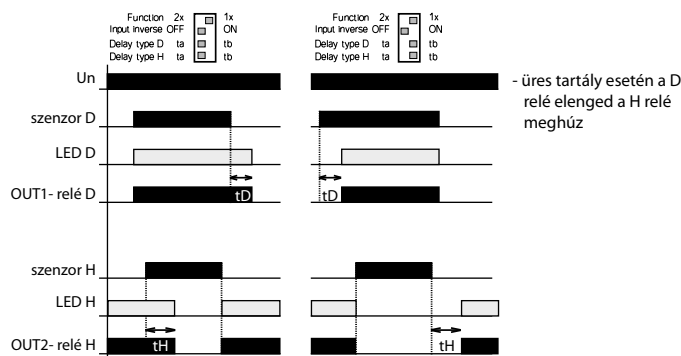 Function 2x 1x
Input inverse OFF ON
Delay type D ta tb
Delay type H ta tb
Function 2x 1x
Input inverse OFF ON
Delay type D ta tb
Delay type H ta tb
Un
- üres tartály esetén a D
relé elenged a H relé
meghúz
szenzor D
LED D
OUT1- relé D
tD
tD
szenzor H
LED H
OUT2- relé H
tH
tH